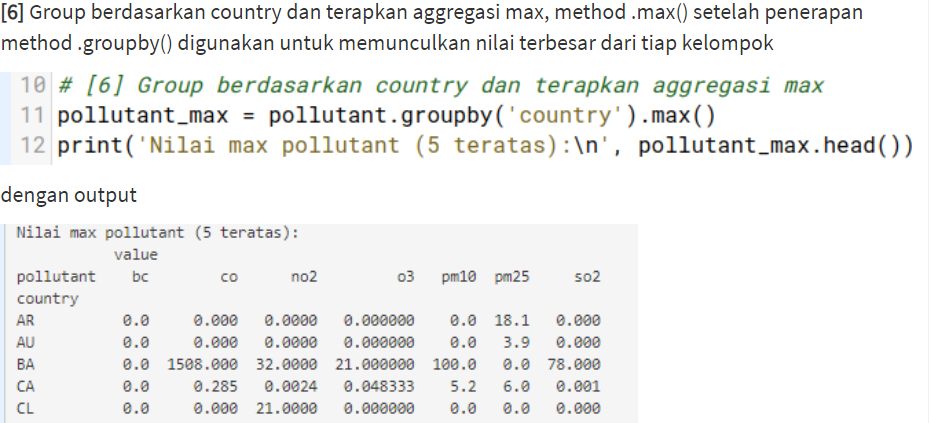 [6] Group berdasarkan country dan terapkan aggregasi max, method .max() setelah penerapan
method .groupby() digunakan untuk memunculkan nilai terbesar dari tiap kelompok
10 # [6] Group berdasarkan country dan terapkan aggregasi max
11 pollutant_max = pollutant.groupby('country').max()
12 print('Nilai max pollutant (5 teratas):\n', pollutant_max.head())
dengan output
Nilai max pollutant (5 teratas):
value
pollutant bc co no2 o3 pm10 pm25 so2
country
AR 0.0 0.000 0.0000 0.000000 0.0 18.1 0.000
AU 0.0 0.000 0.0000 0.000000 0.0 3.9 0.000
BA 0.0 1508.000 32.0000 21.000000 100.0 0.0 78.000
CA 0.0 0.285 0.0024 0.048333 5.2 6.0 0.001
CL 0.0 0.000 21.0000 0.000000 0.0 0.0 0.000